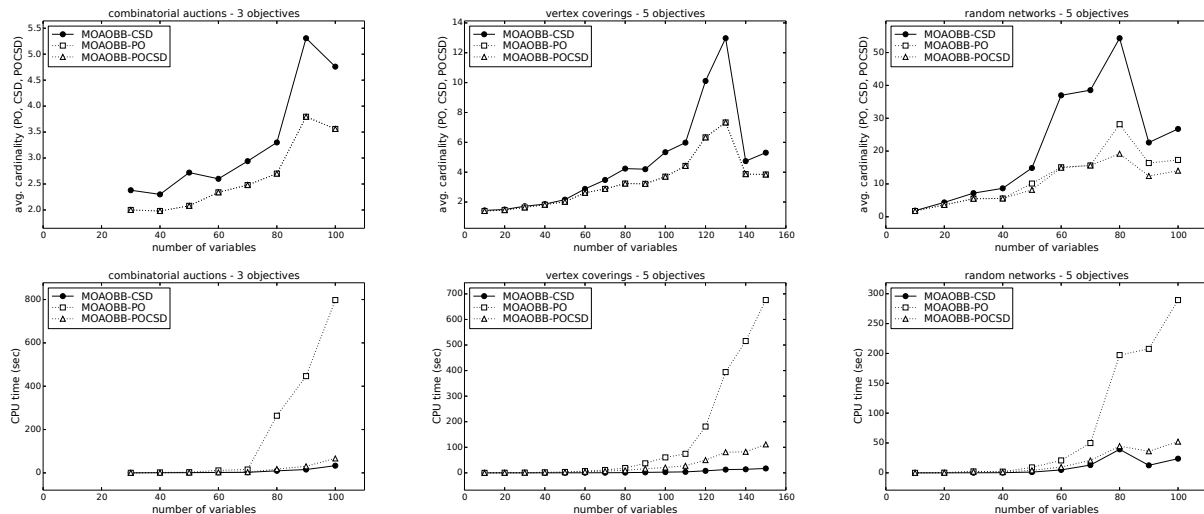 combinatorial auctions - 3 objectives
avg. cardinality (PO, CSD, POCSD)
5.5
5.0
4.5
4.0
3.5
3.0
2.5
2.0
MOAOBB-CSD
MOAOBB-PO
MOAOBB-POCSD
0 20 40 60 80 100
number of variables
vertex coverings - 5 objectives
avg. cardinality (PO, CSD, POCSD)
14
12
10
8
6
4
2
MOAOBB-CSD
MOAOBB-PO
MOAOBB-POCSD
0 20 40 60 80 100 120 140 160
number of variables
random networks - 5 objectives
avg. cardinality (PO, CSD, POCSD)
50
40
30
20
10
0
MOAOBB-CSD
MOAOBB-PO
MOAOBB-POCSD
0 20 40 60 80 100
number of variables
combinatorial auctions - 3 objectives
CPU time (sec)
800
600
400
200
0
MOAOBB-CSD
MOAOBB-PO
MOAOBB-POCSD
0 20 40 60 80 100
number of variables
vertex coverings - 5 objectives
CPU time (sec)
700
600
500
400
300
200
100
0
MOAOBB-CSD
MOAOBB-PO
MOAOBB-POCSD
0 20 40 60 80 100 120 140 160
number of variables
random networks - 5 objectives
CPU time (sec)
300
250
200
150
100
50
0
MOAOBB-CSD
MOAOBB-PO
MOAOBB-POCSD
0 20 40 60 80 100
number of variables